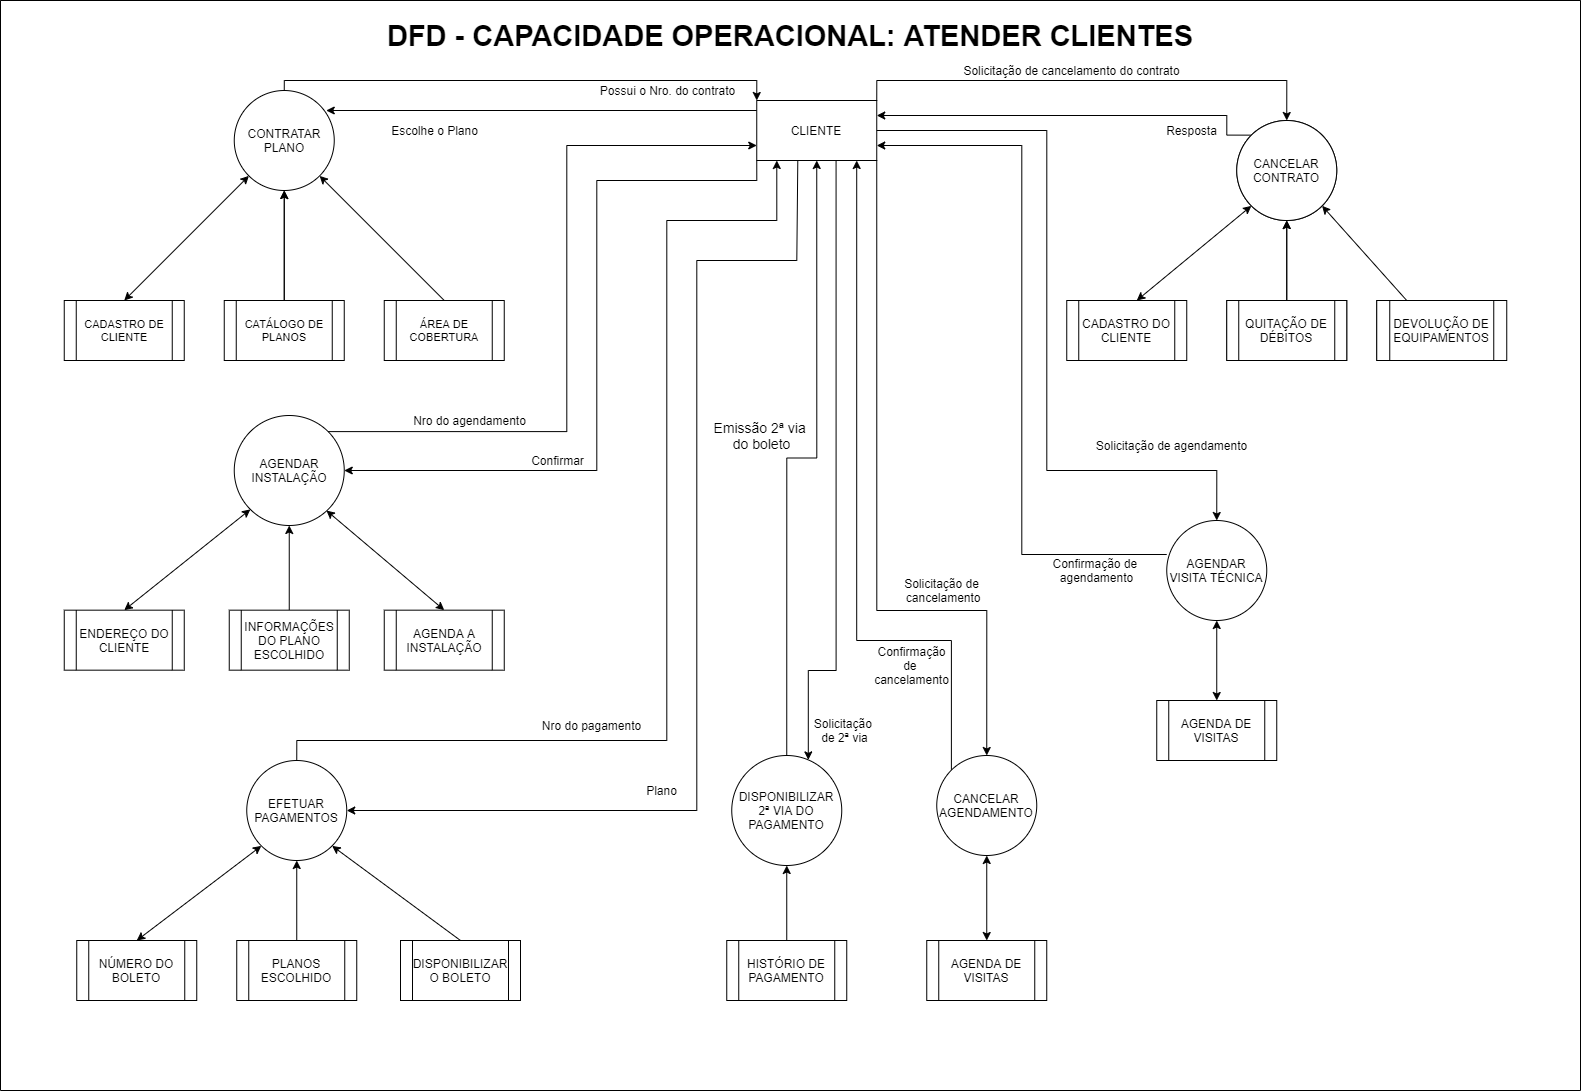 DFD - CAPACIDADE OPERACIONAL: ATENDER CLIENTES
Solicitação de cancelamento do contrato
Possui o Nro. do contrato
CONTRATAR
PLANO
Escolhe o Plano
CLIENTE
Resposta
CANCELAR
CONTRATO
CADASTRO DE
CLIENTE
CATÁLOGO DE
PLANOS
ÁREA DE
COBERTURA
CADASTRO DO
CLIENTE
QUITAÇÃO DE
DÉBITOS
DEVOLUÇÃO DE
EQUIPAMENTOS
Nro do agendamento
Emissão 2ª via
do boleto
Solicitação de agendamento
AGENDAR
INSTALAÇÃO
Confirmar
AGENDAR
VISITA TÉCNICA
Confirmação de
agendamento
Solicitação de
cancelamento
ENDEREÇO DO
CLIENTE
INFORMAÇÕES
DO PLANO
ESCOLHIDO
AGENDA A
INSTALAÇÃO
Confirmação
de
cancelamento
Nro do pagamento
Solicitação
de 2ª via
AGENDA DE
VISITAS
EFETUAR
PAGAMENTOS
Plano
DISPONIBILIZAR
2ª VIA DO
PAGAMENTO
CANCELAR
AGENDAMENTO
NÚMERO DO
BOLETO
PLANOS
ESCOLHIDO
DISPONIBILIZAR
O BOLETO
HISTÓRIO DE
PAGAMENTO
AGENDA DE
VISITAS